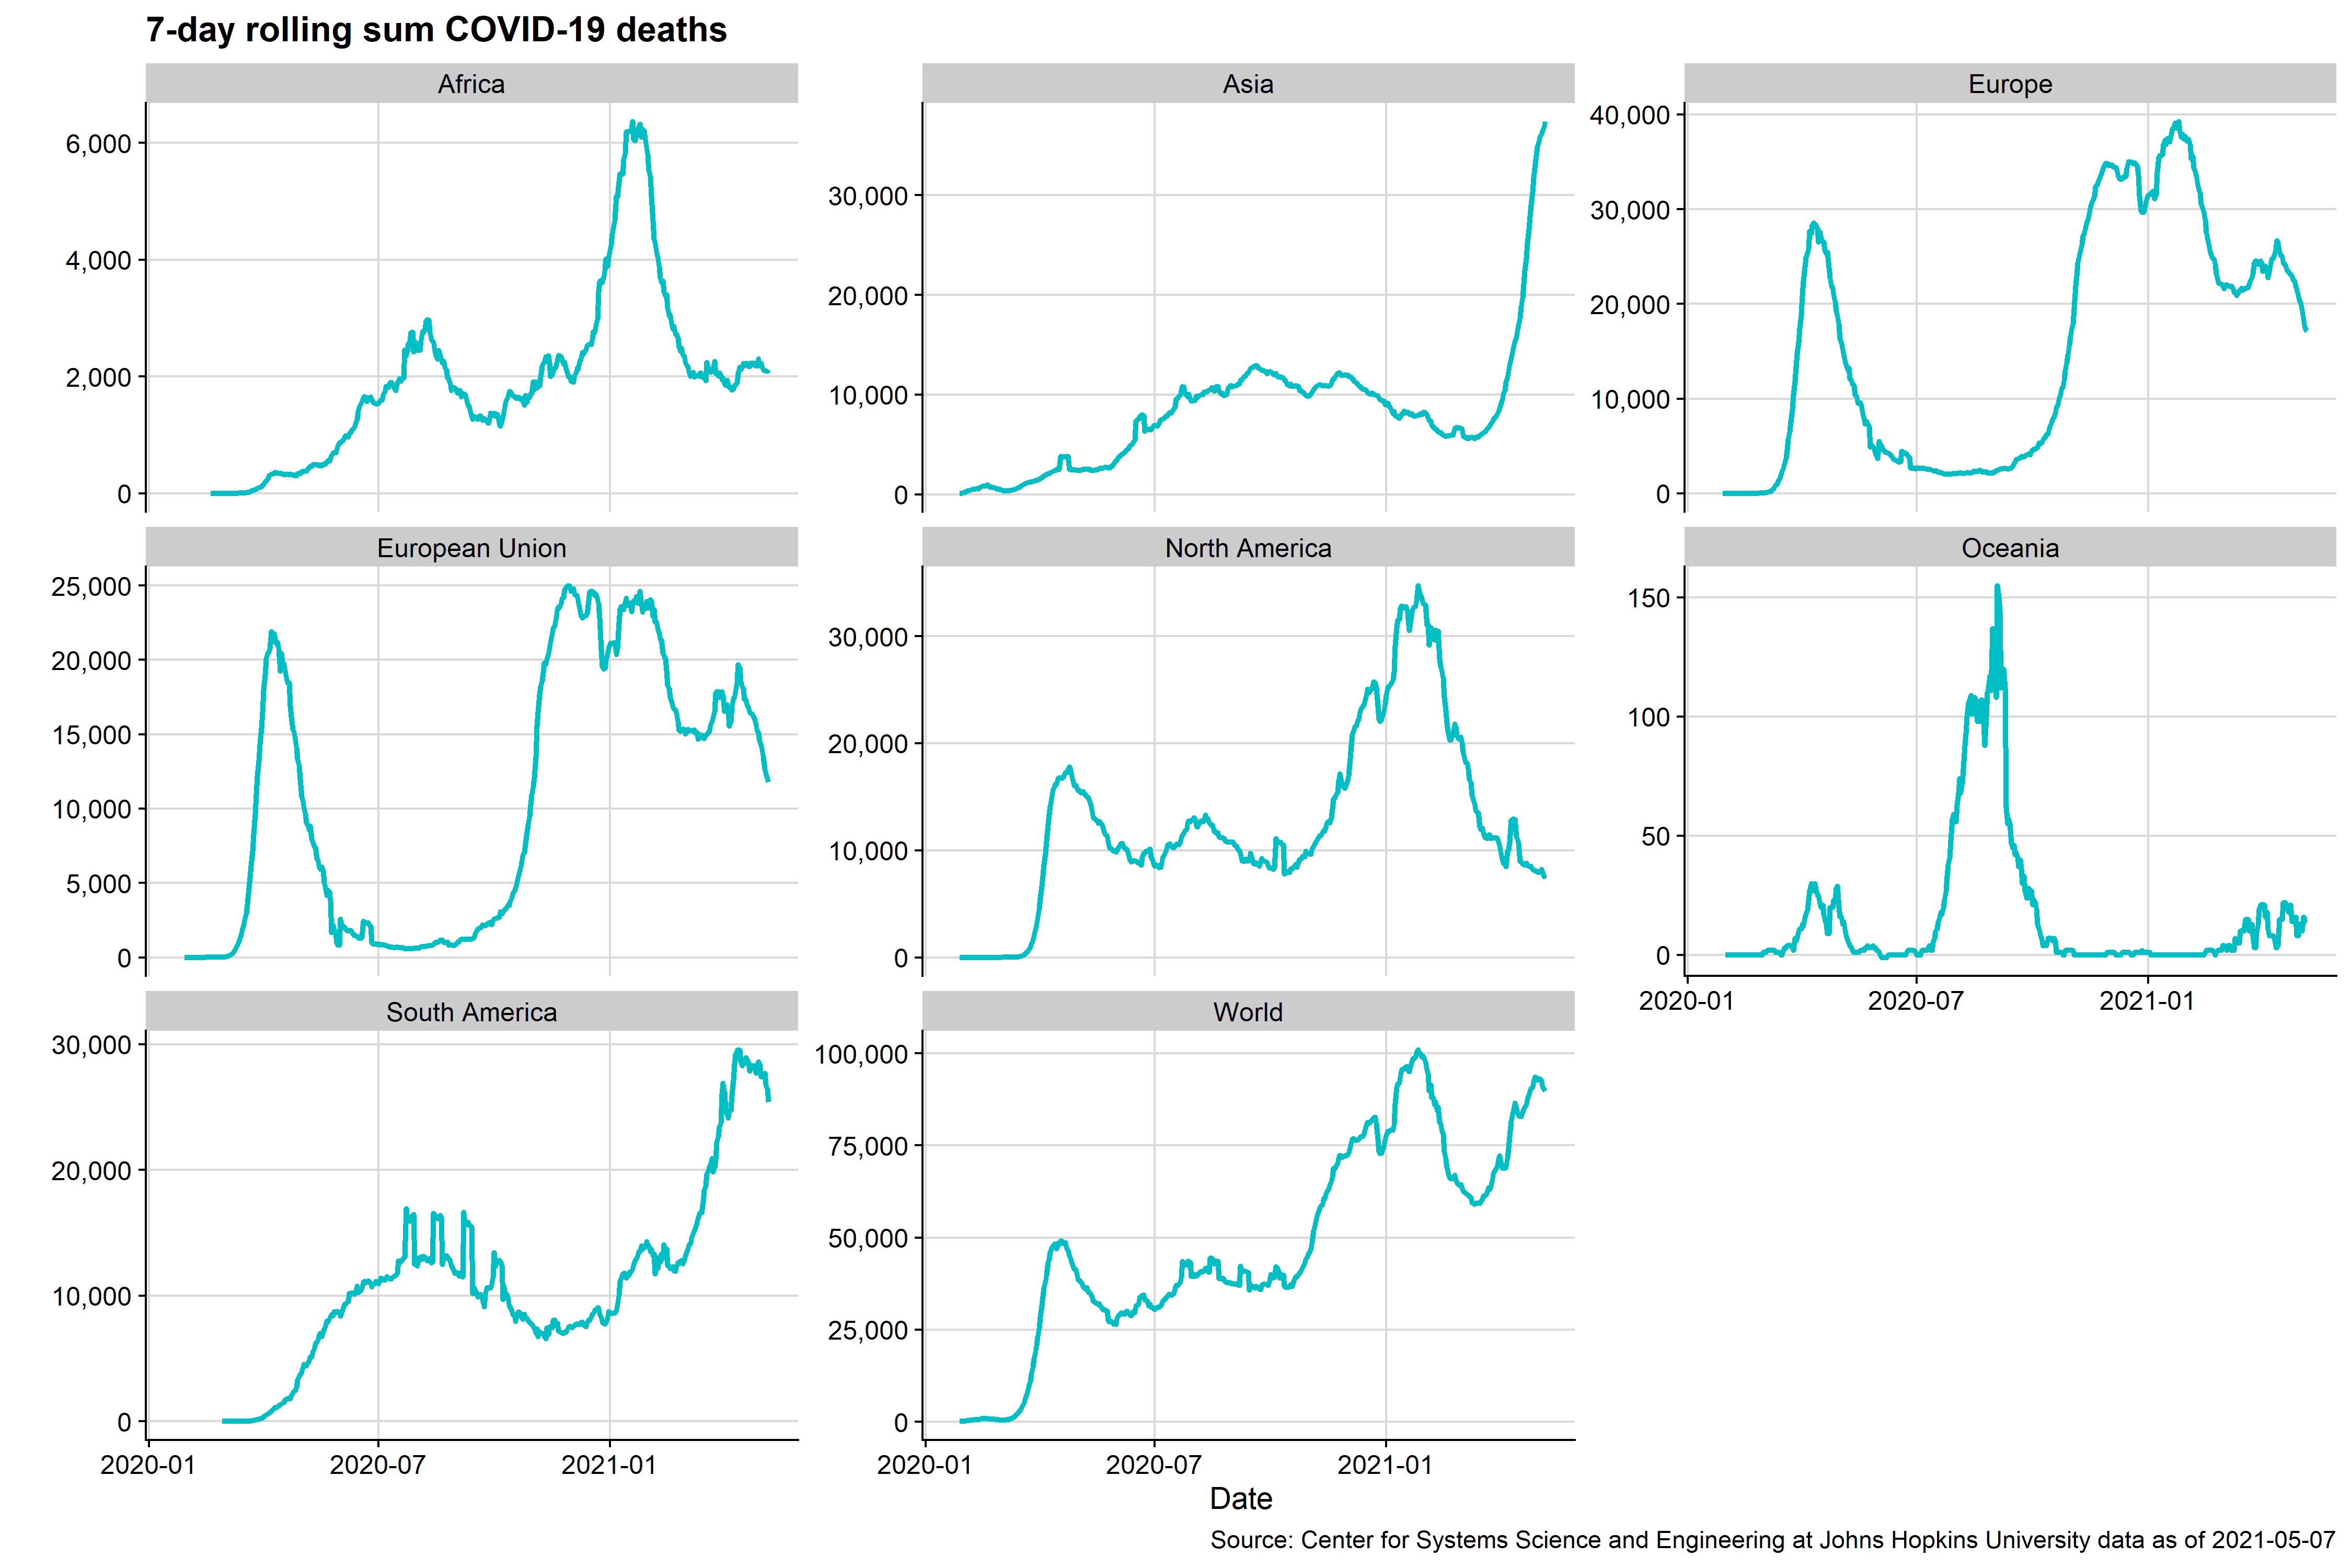 7-day rolling sum COVID-19 deaths
Africa
6,000
4,000
2,000
0
Asia
30,000
20,000
10,000
0
Europe
40,000
30,000
20,000
10,000
0
European Union
25,000
20,000
15,000
10,000
5,000
0
North America
30,000
20,000
10,000
0
Oceania
150
100
50
0
2020-01 2020-07 2021-01
South America
30,000
20,000
10,000
0
2020-01 2020-07 2021-01
World
100,000
75,000
50,000
25,000
0
2020-01 2020-07 2021-01
Date
Source: Center for Systems Science and Engineering at Johns Hopkins University data as of 2021-05-07